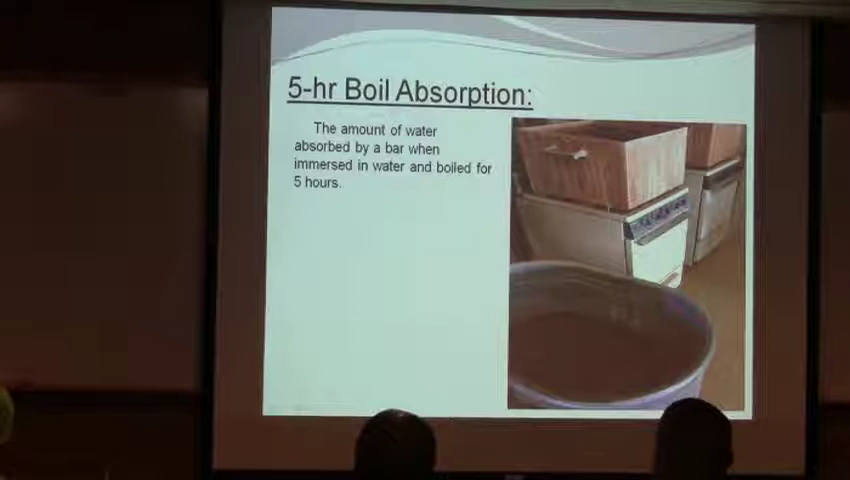 5-hr Boil Absorption:
The amount of water
absorbed by a bar when
immersed in water and boiled for
5 hours.